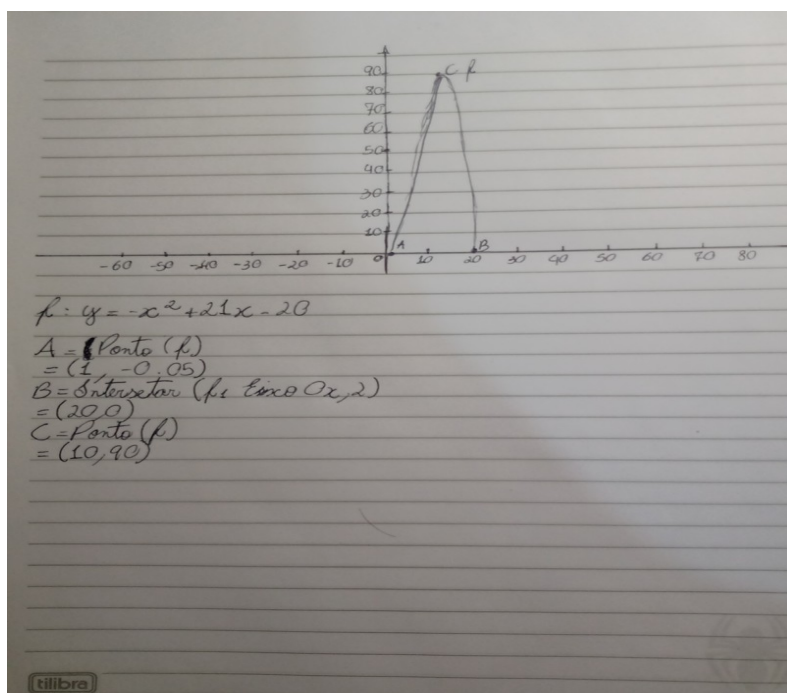 90 C f
80
70
60
50
40
30
20
10 A B
-60 -50 -40 -30 -20 -10 0 10 20 30 40 50 60 70 80
f: y = -x² + 21x - 20
A = Ponto (f)
= (1, -0.05)
B = Intersetar (f, Eixo Ox, 2)
= (20,0)
C = Ponto (f)
= (10,90)
tilibra